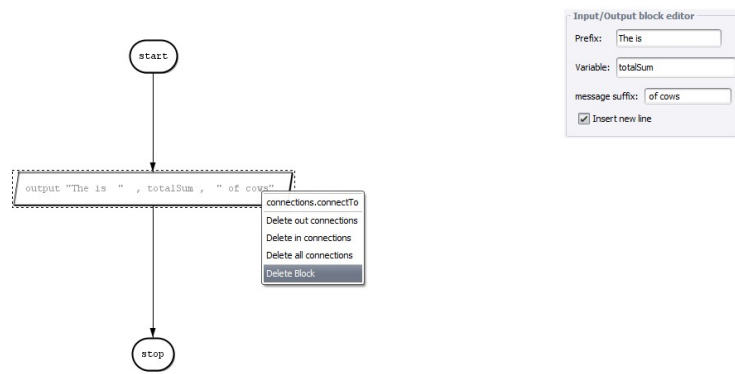 start
output "The is  "  , totalSum ,  " of cows"
connections.connectTo
Delete out connections
Delete in connections
Delete all connections
Delete Block
stop
Input/Output block editor
Prefix: The is
Variable: totalSum
message suffix: of cows
Insert new line